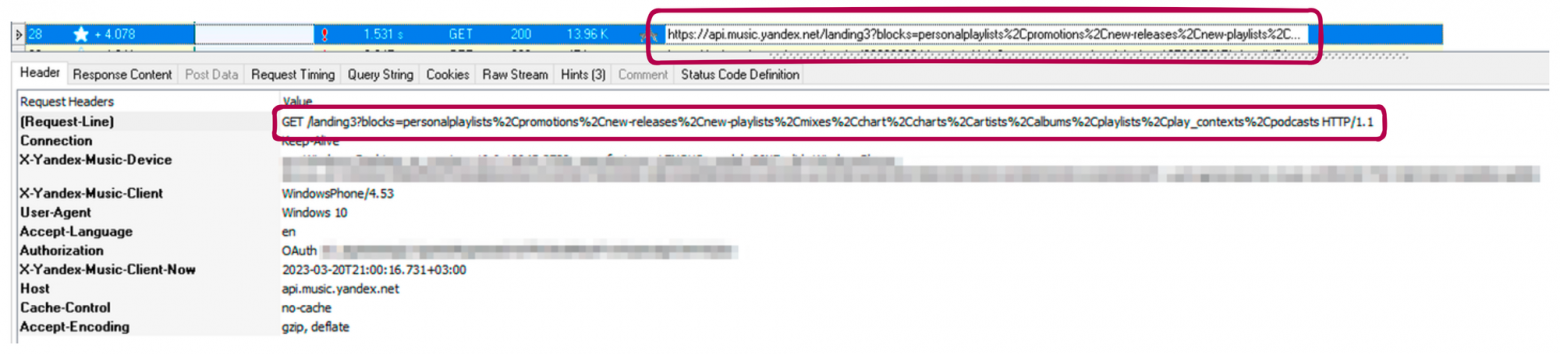 28 + 4.078 1.531 s GET 200 13.96 K https://api.music.yandex.net/landing3?blocks=personalplaylists%2Cpromotions%2Cnew-releases%2Cnew-playlists%2C...
Header Response Content Post Data Request Timing Query String Cookies Raw Stream Hints (3) Comment Status Code Definition
Request Headers Value
(Request-Line) GET /landing3?blocks=personalplaylists%2Cpromotions%2Cnew-releases%2Cnew-playlists%2Cmixes%2Cchart%2Ccharts%2Cartists%2Calbums%2Cplaylists%2Cplay_contexts%2Cpodcasts HTTP/1.1
Connection Keep-Alive
X-Yandex-Music-Device
X-Yandex-Music-Client WindowsPhone/4.53
User-Agent Windows 10
Accept-Language en
Authorization OAuth
X-Yandex-Music-Client-Now 2023-03-20T21:00:16.731+03:00
Host api.music.yandex.net
Cache-Control no-cache
Accept-Encoding gzip, deflate